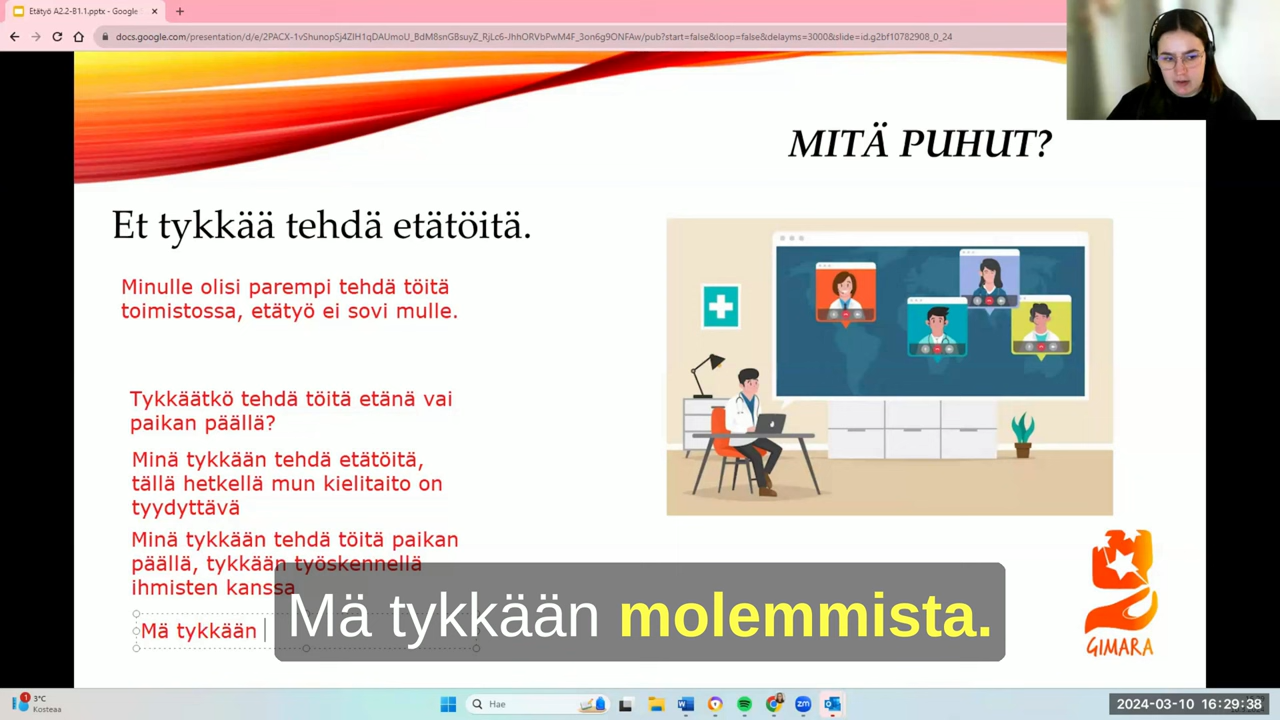 Etätyö A2.2-B1.1.pptx - Google
docs.google.com/presentation/d/e/2PACX-1vShunopSj4ZIH1qDAUmoU_BdM8snGBsuyZ_RjLc6-JhhORVbPwM4F_3on6g9ONFAw/pub?start=false&loop=false&delayms=3000&slide=id.g2bf10782908_0_24
MITÄ PUHUT?
Et tykkää tehdä etätöitä.
Minulle olisi parempi tehdä töitä
toimistossa, etätyö ei sovi mulle.
Tykkäätkö tehdä töitä etänä vai
paikan päällä?
Minä tykkään tehdä etätöitä,
tällä hetkellä mun kielitaito on
tyydyttävä
Minä tykkään tehdä töitä paikan
päällä, tykkään työskennellä
ihmisten kanssa
Mä tykkään
Mä tykkään molemmista.
GIMARA
1
3°C
Kosteaa
Hae
zm
2024-03-10 16:29:38